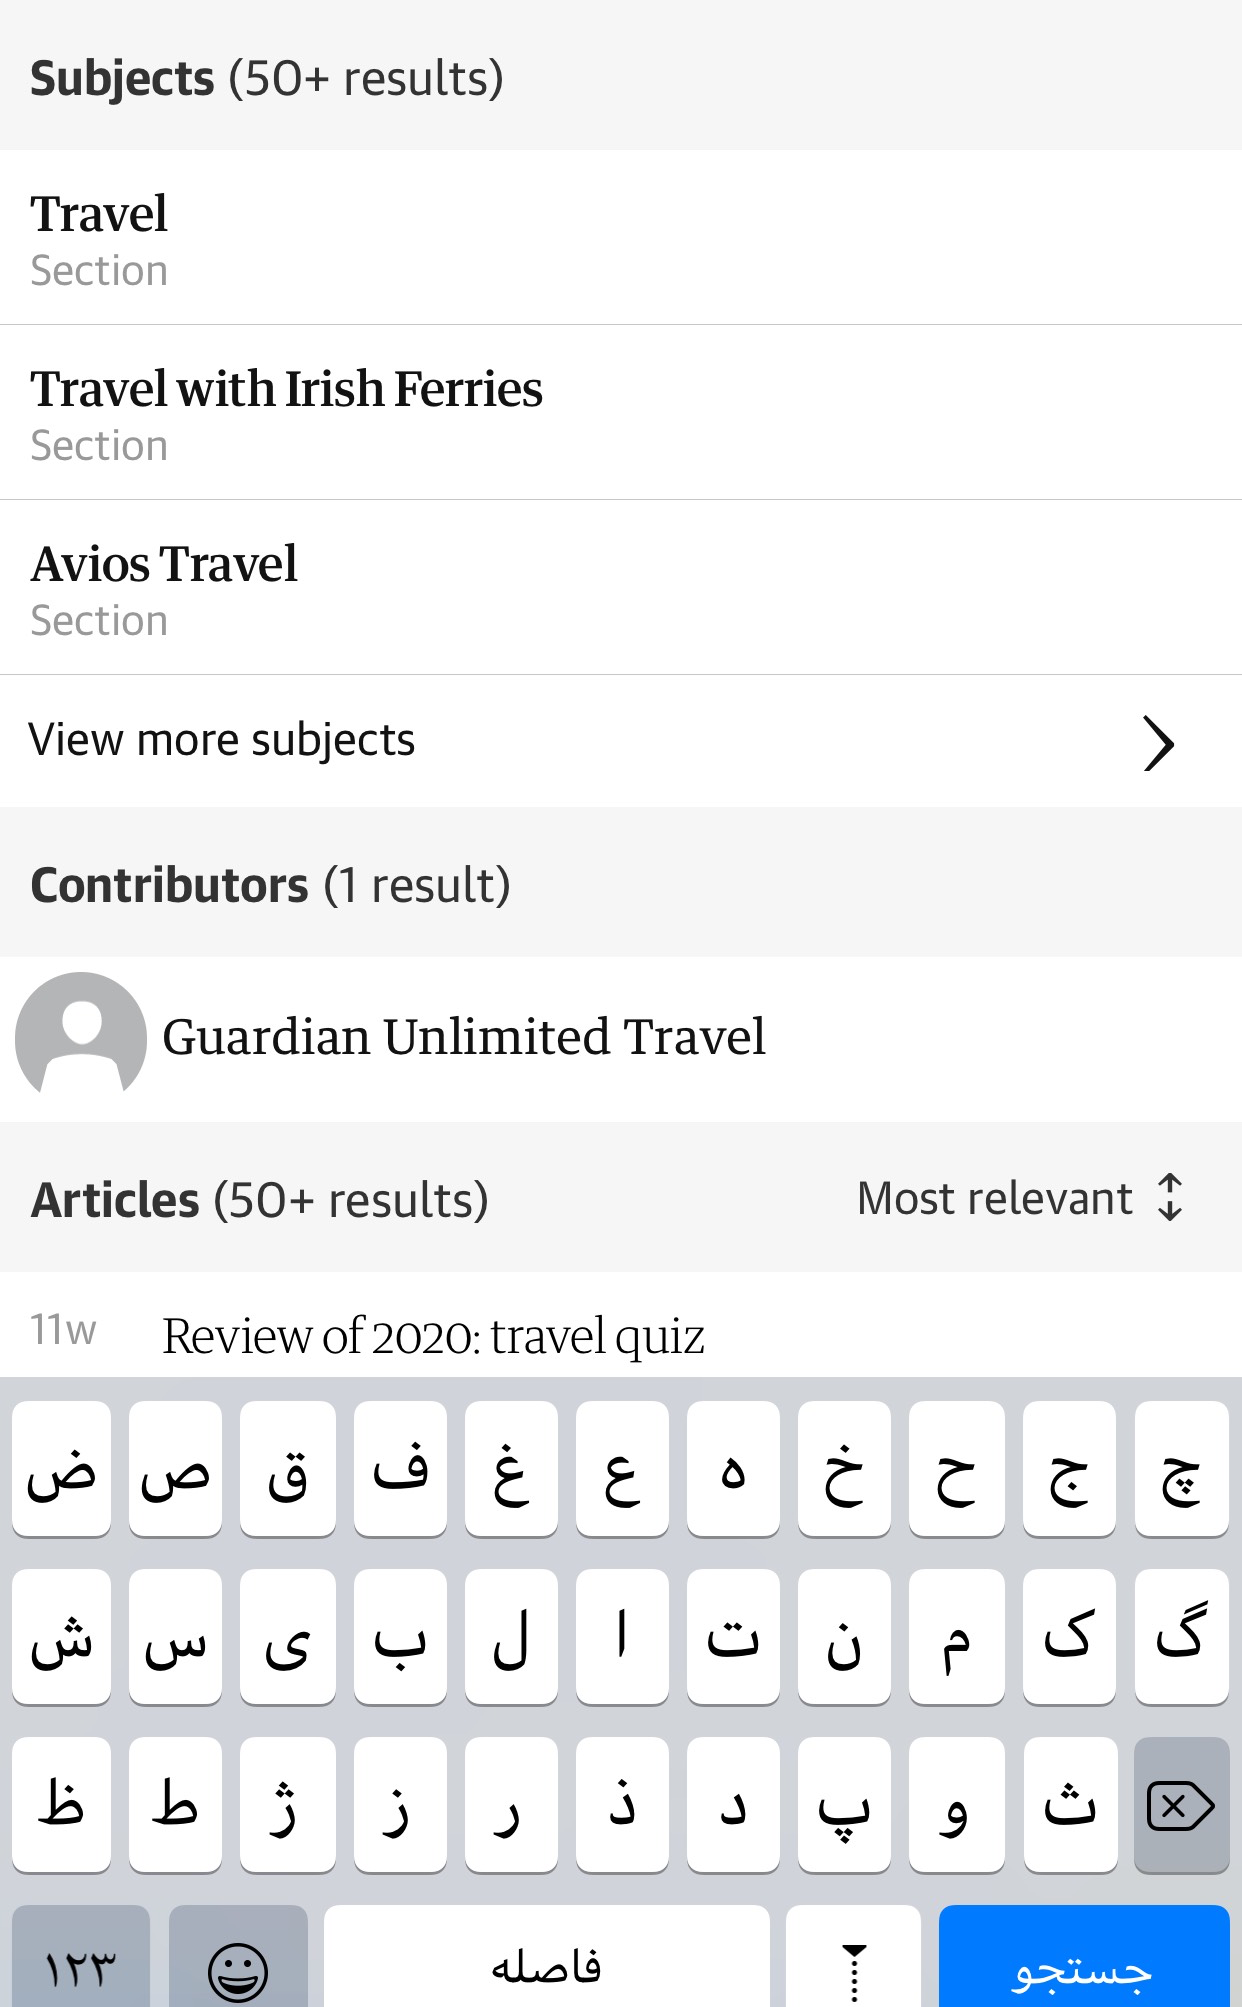 Subjects (50+ results)
Travel
Section
Travel with Irish Ferries
Section
Avios Travel
Section
View more subjects
Contributors (1 result)
Guardian Unlimited Travel
Articles (50+ results) Most relevant
11w Review of 2020: travel quiz
ض ص ق ف غ ع ه خ ح ج چ
ش س ی ب ل ا ت ن م ک گ
ظ ط ژ ز ر ذ د پ و ث
۱۲۳ فاصله جستجو